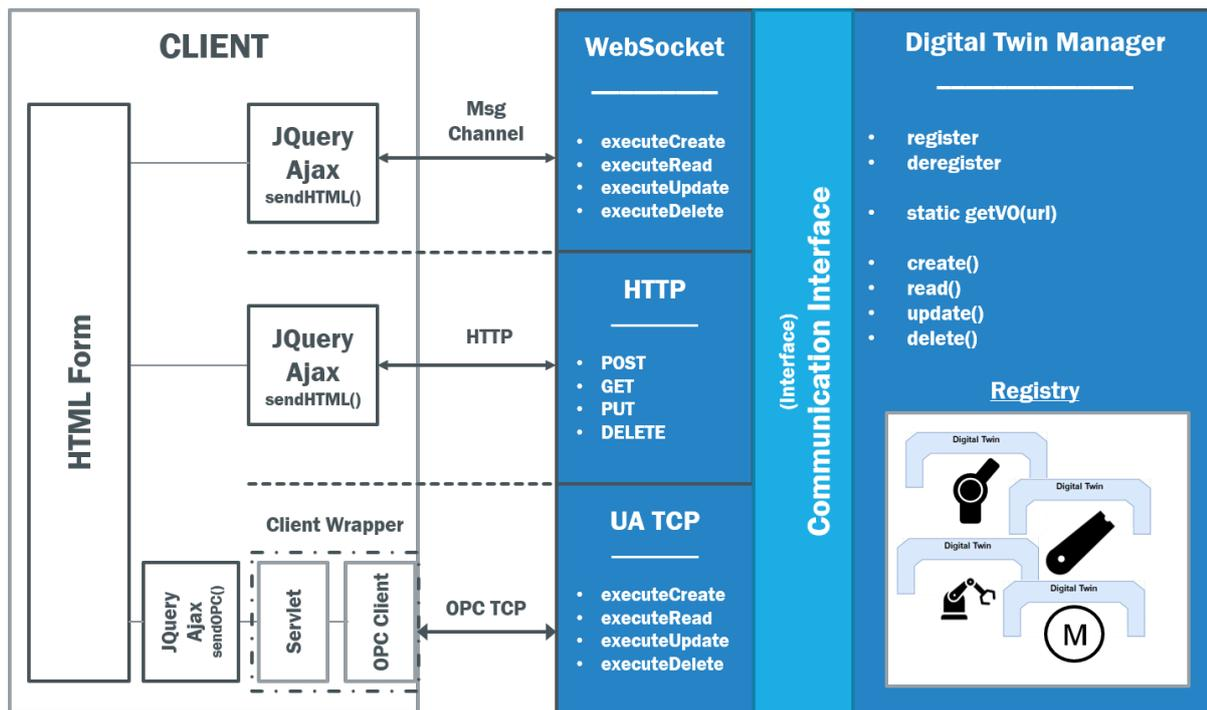 CLIENT
HTML Form
JQuery
Ajax
sendHTML()
Msg
Channel
JQuery
Ajax
sendHTML()
HTTP
Client Wrapper
JQuery
Ajax
sendOPC()
Servlet
OPC Client
OPC TCP
WebSocket
• executeCreate
• executeRead
• executeUpdate
• executeDelete
HTTP
• POST
• GET
• PUT
• DELETE
UA TCP
• executeCreate
• executeRead
• executeUpdate
• executeDelete
(Interface)
Communication Interface
Digital Twin Manager
• register
• deregister
• static getVO(url)
• create()
• read()
• update()
• delete()
Registry
Digital Twin
Digital Twin
Digital Twin
Digital Twin
M